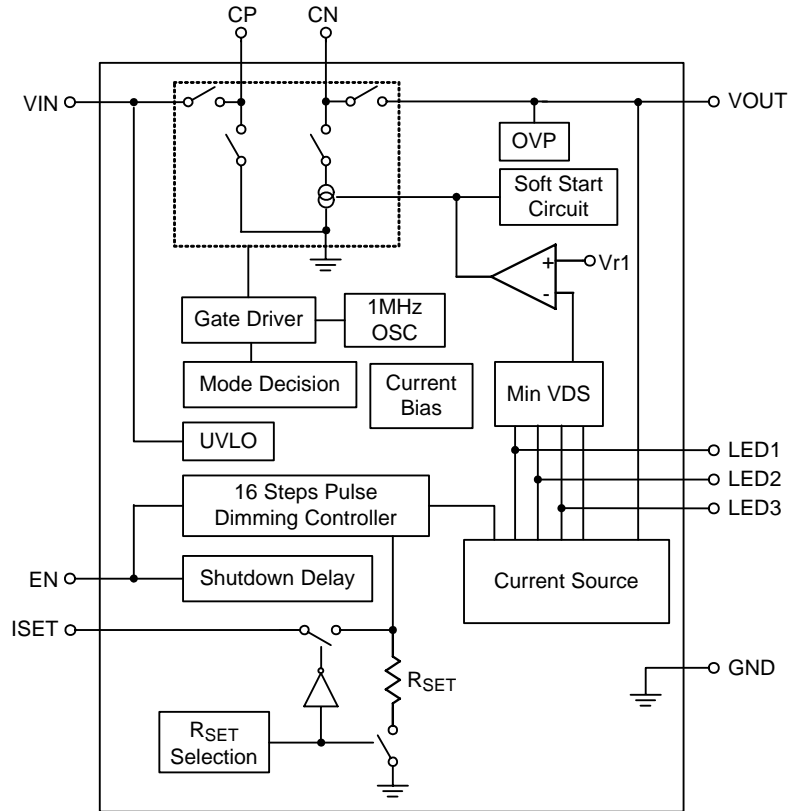 CP
CN
VIN
VOUT
OVP
Soft Start
Circuit
+
Vr1
-
Gate Driver
1MHz
OSC
Mode Decision
Current
Bias
Min VDS
UVLO
LED1
LED2
LED3
16 Steps Pulse
Dimming Controller
EN
Shutdown Delay
Current Source
ISET
RSET
GND
RSET
Selection